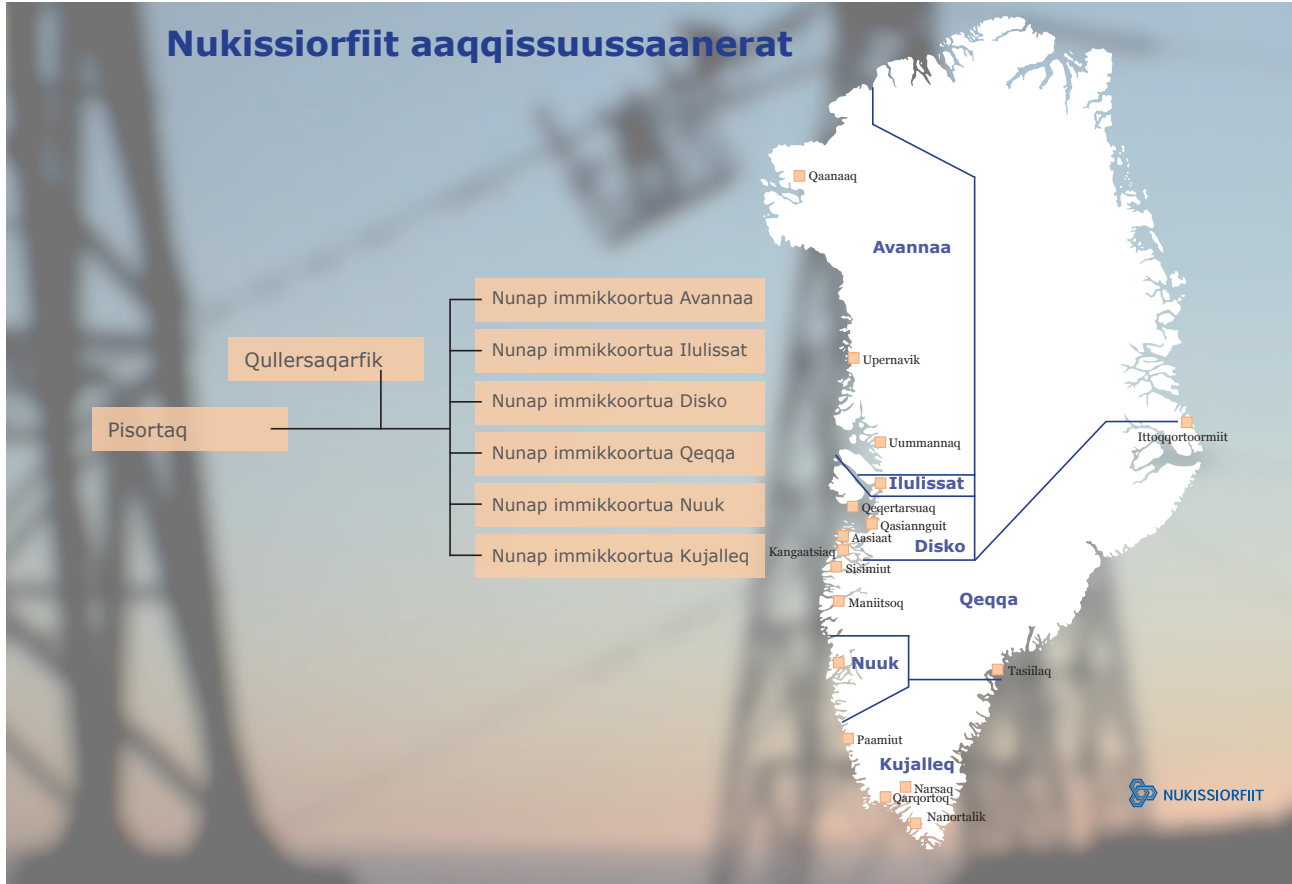 Nukissiorfiit aaqqissuussaanerat
Qaanaaq
Avannaa
Nunap immikkoortua Avannaa
Nunap immikkoortua Ilulissat
Qullersaqarfik
Upernavik
Nunap immikkoortua Disko
Pisortaq
Nunap immikkoortua Qeqqa
Nunap immikkoortua Nuuk
Nunap immikkoortua Kujalleq
Uummannaq
Ittoqqortoormiit
Ilulissat
Qeqertarsuaq
Qasiannguit
Aasiaat
Disko
Kangaatsiaq
Sisimiut
Maniitsoq
Qeqqa
Nuuk
Tasiilaq
Paamiut
Kujalleq
Narsaq
Qarqortoq
Nanortalik
NUKISSIORFIIT